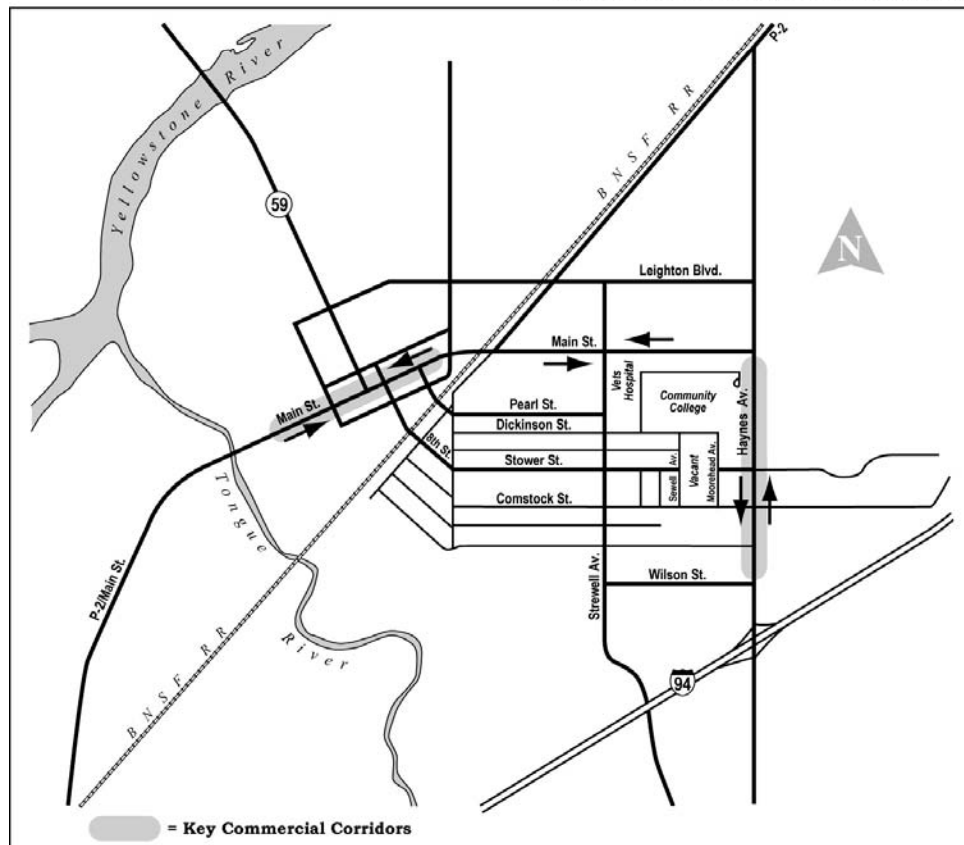 P-2
Yellowstone River
BNSF RR
59
N
Leighton Blvd.
Main St.
Vets
Hospital
Community
College
Haynes Av.
Main St.
Pearl St.
Dickinson St.
8th St.
Stower St.
Sewell Av.
Vacant
Moorehead Av.
Comstock St.
Tongue
River
P-2/Main St.
Strewell Av.
Wilson St.
BNSF RR
94
= Key Commercial Corridors